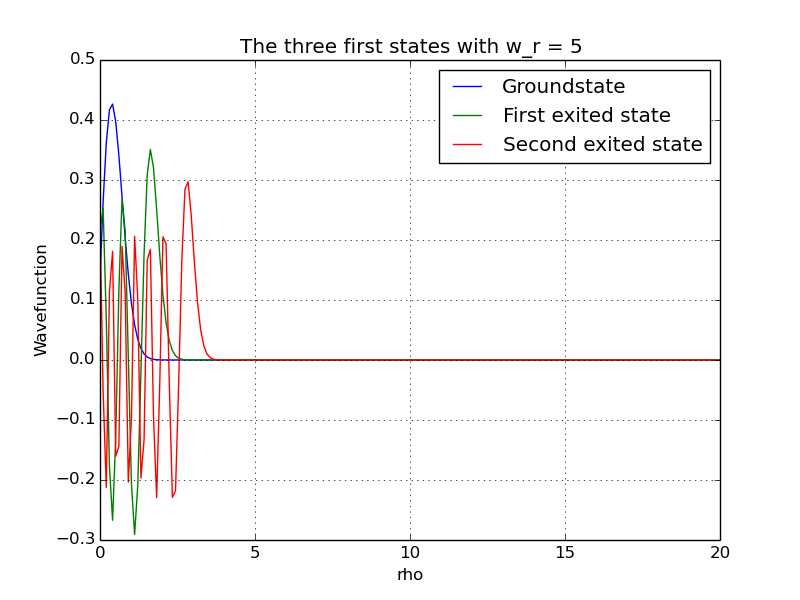 The three first states with w_r = 5
0.5
0.4
0.3
0.2
0.1
0.0
−0.1
−0.2
−0.3
Wavefunction
Groundstate
First exited state
Second exited state
0 5 10 15 20
rho